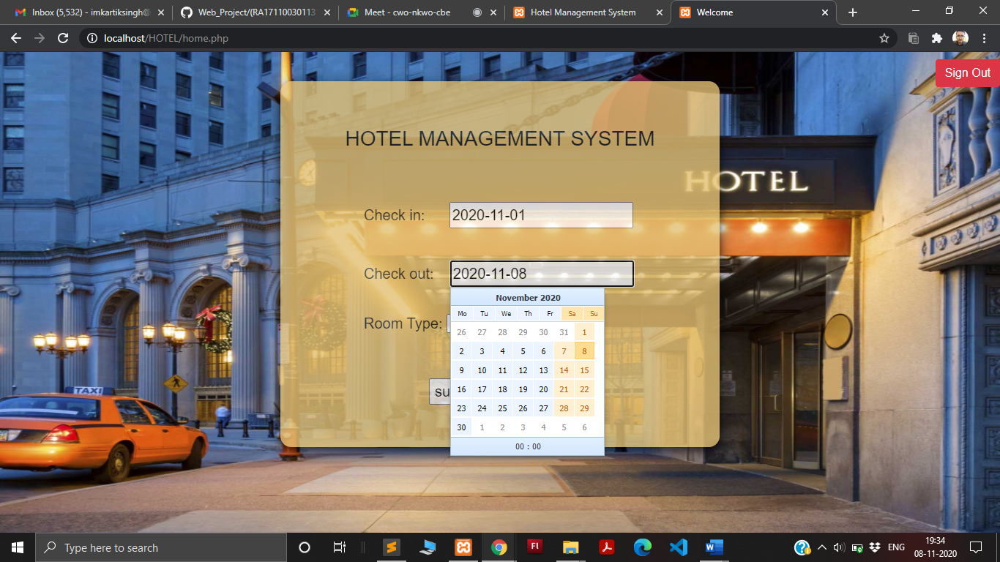 Inbox (5,532) - imkartiksingh@
Web_Project/(RA17110030113
Meet - cwo-nkwo-cbe
Hotel Management System
Welcome
localhost/HOTEL/home.php
Sign Out
HOTEL MANAGEMENT SYSTEM
HOTEL
Check in: 2020-11-01
Check out: 2020-11-08
November 2020
Mo Tu We Th Fr Sa Su
Room Type:
26 27 28 29 30 31 1
2 3 4 5 6 7 8
9 10 11 12 13 14 15
16 17 18 19 20 21 22
su
23 24 25 26 27 28 29
30 1 2 3 4 5 6
00 : 00
TAXI
Type here to search
Fl
ENG
19:34
08-11-2020